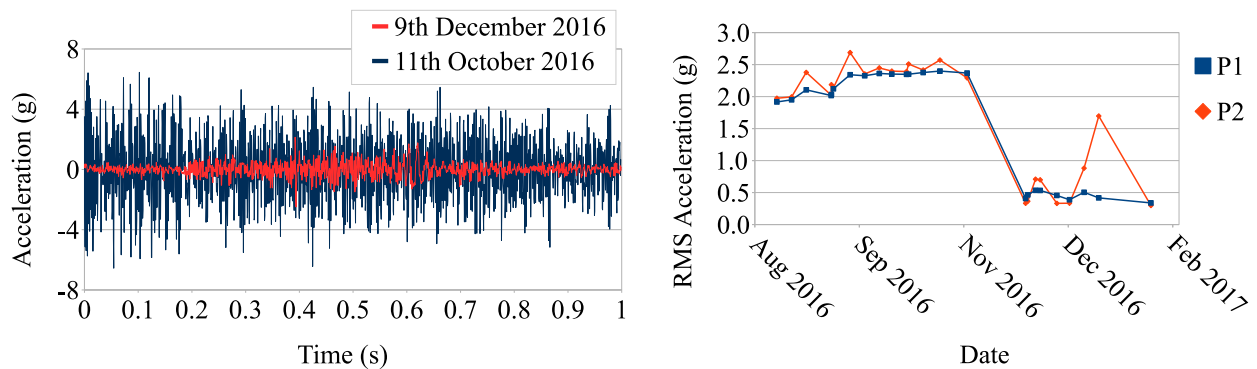 9th December 2016
11th October 2016
Acceleration (g)
8
4
0
-4
-8
0 0.1 0.2 0.3 0.4 0.5 0.6 0.7 0.8 0.9 1
Time (s)
RMS Acceleration (g)
3.0
2.5
2.0
1.5
1.0
0.5
0.0
Aug 2016
Sep 2016
Nov 2016
Dec 2016
Feb 2017
Date
P1
P2